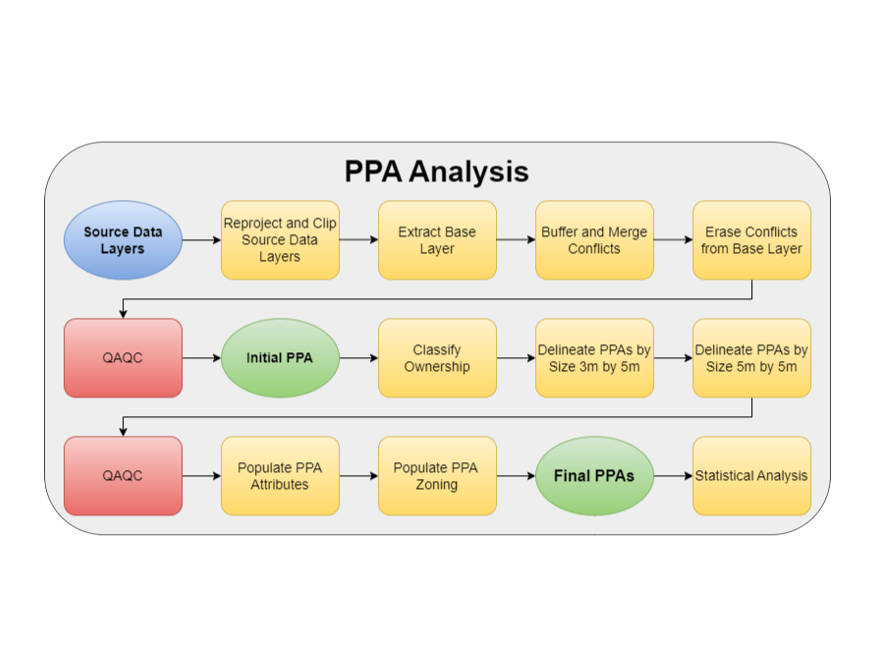 PPA Analysis
Source Data
Layers
Reproject and Clip
Source Data
Layers
Extract Base
Layer
Buffer and Merge
Conflicts
Erase Conflicts
from Base Layer
QAQC
Initial PPA
Classify
Ownership
Delineate PPAs by
Size 3m by 5m
Delineate PPAs by
Size 5m by 5m
QAQC
Populate PPA
Attributes
Populate PPA
Zoning
Final PPAs
Statistical Analysis